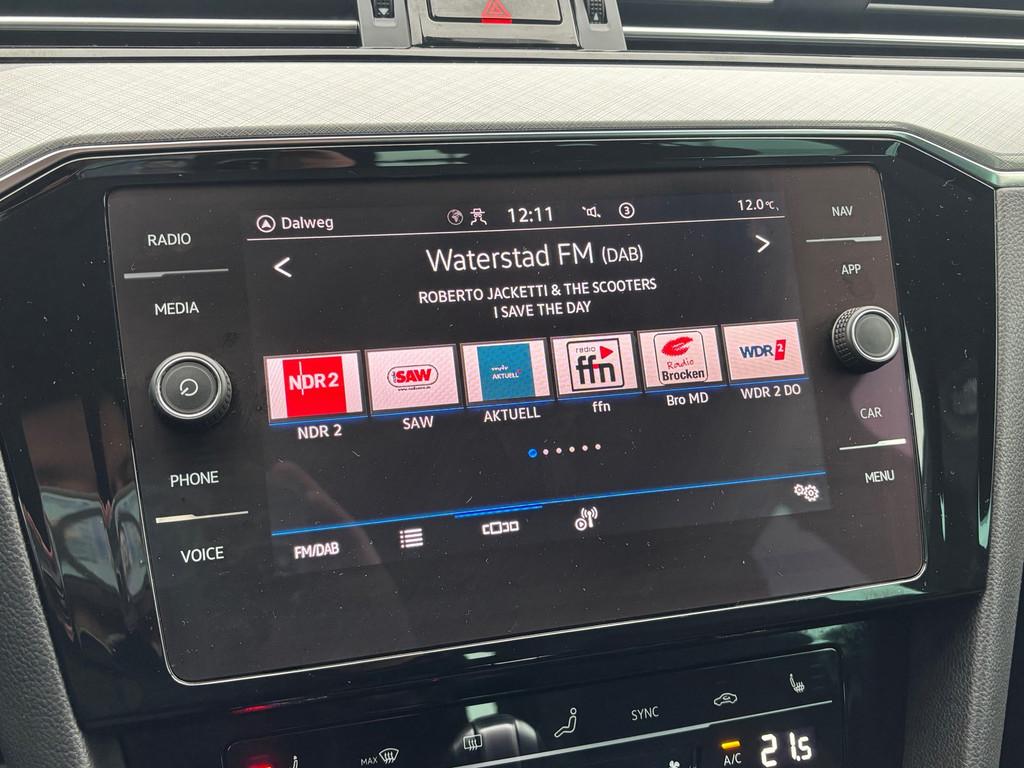 Dalweg 12:11 3 12.0°C
Waterstad FM (DAB)
ROBERTO JACKETTI & THE SCOOTERS
I SAVE THE DAY
RADIO
MEDIA
PHONE
VOICE
NDR 2
SAW
AKTUELL
radio
ffn
Radio
Brocken
WDR 2
NDR 2
SAW
AKTUELL
ffn
Bro MD
WDR 2 DO
FM/DAB
NAV
APP
CAR
MENU
MAX
SYNC
A/C
21.5